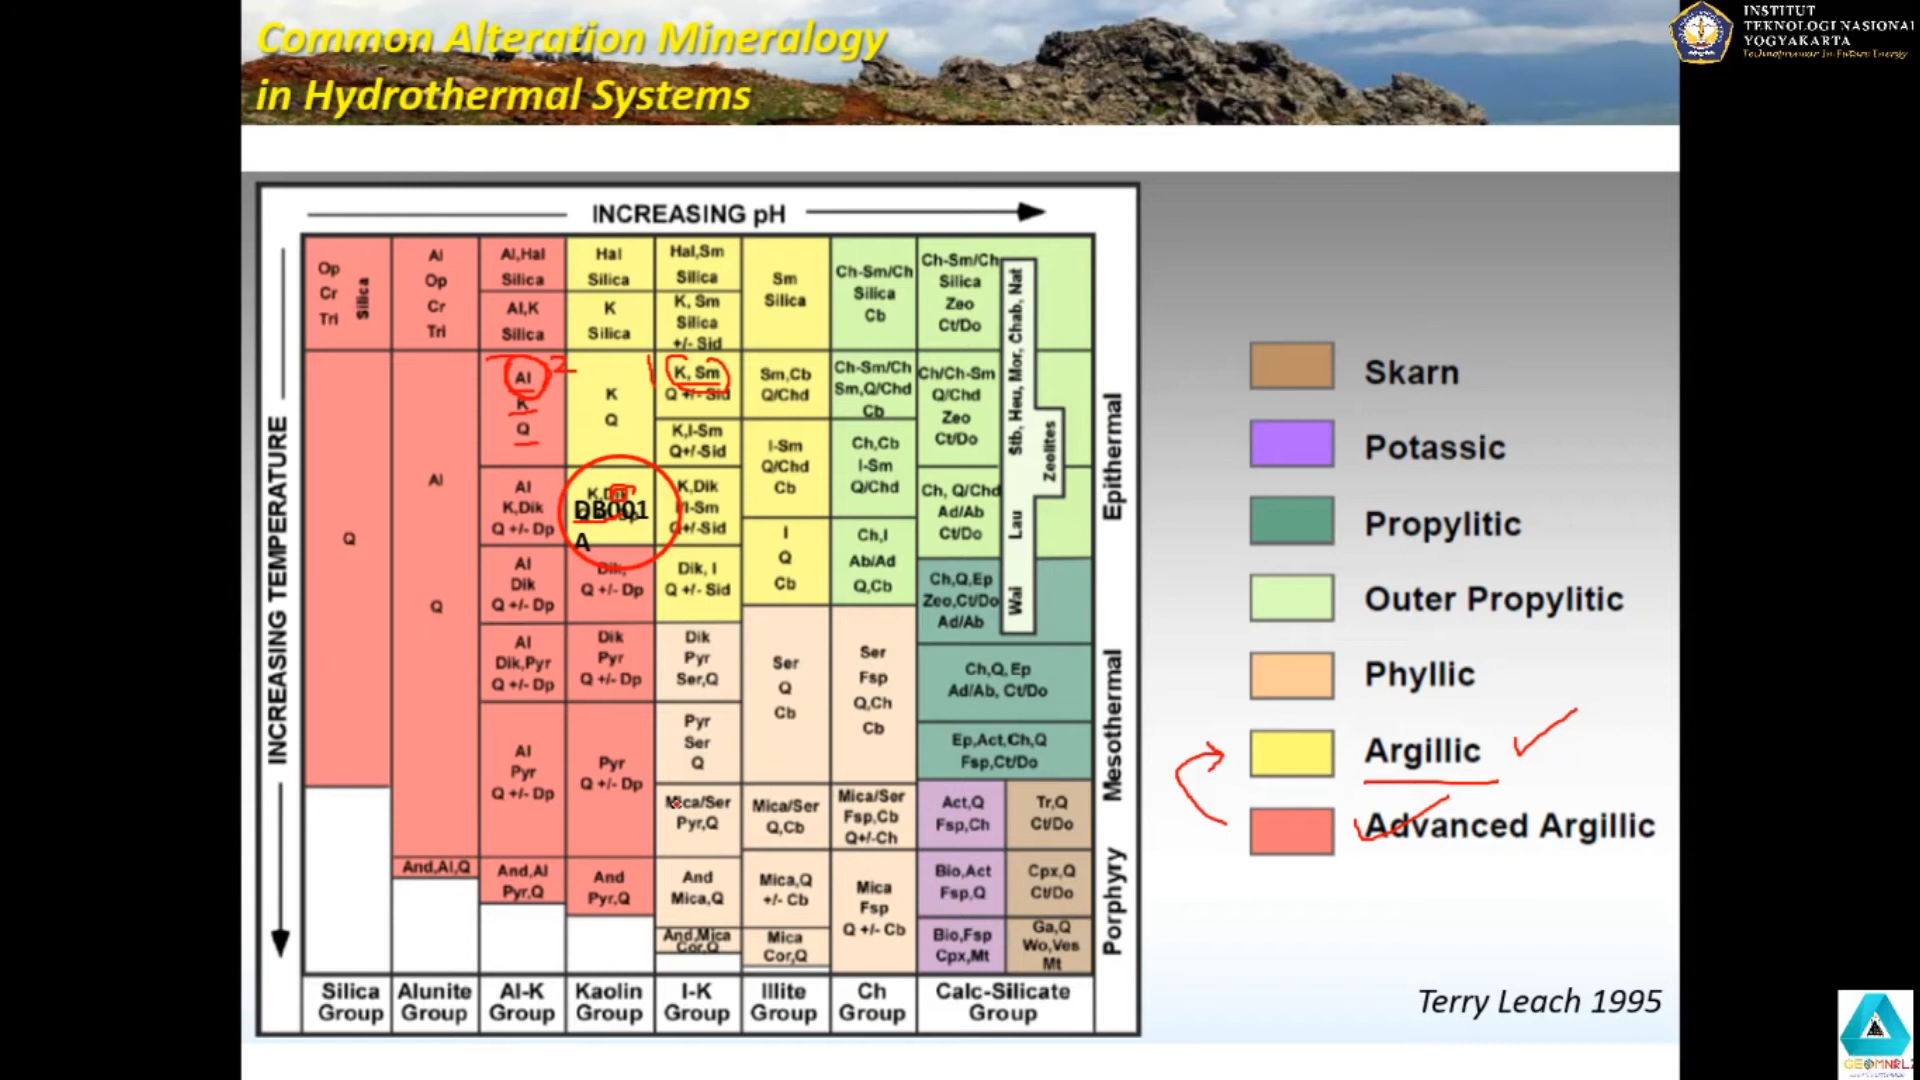 Common Alteration Mineralogy
in Hydrothermal Systems
INSTITUT
TEKNOLOGI NASIONAL
YOGYAKARTA
Technopreneur in Future Energy
INCREASING pH
INCREASING TEMPERATURE
Op
Cr
Tri
Silica
Q
Silica
Group
Al
Op
Cr
Tri
Al
Q
And,Al,Q
Alunite
Group
Al,Hal
Silica
Al,K
Silica
Al
K
Q
2
Al
K,Dik
Q +/- Dp
Al
Dik
Q +/- Dp
Al
Dik,Pyr
Q +/- Dp
Al
Pyr
Q +/- Dp
And,Al
Pyr,Q
Al-K
Group
Hal
Silica
K
Silica
K
Q
DB001
A
Dik,
Q +/- Dp
Dik
Pyr
Q +/- Dp
Pyr
Q +/- Dp
And
Pyr,Q
Kaolin
Group
Hal,Sm
Silica
K, Sm
Silica
+/- Sid
K, Sm
Q +/- Sid
K,I-Sm
Q+/-Sid
K,Dik
I/I-Sm
Q+/-Sid
Dik, I
Q +/- Sid
Dik
Pyr
Ser,Q
Pyr
Ser
Q
Mica/Ser
Pyr,Q
And
Mica,Q
And,Mica
Cor,Q
I-K
Group
Sm
Silica
Sm,Cb
Q/Chd
I-Sm
Q/Chd
Cb
I
Q
Cb
Ser
Q
Cb
Mica/Ser
Q,Cb
Mica,Q
+/- Cb
Mica
Cor,Q
Illite
Group
Ch-Sm/Ch
Silica
Cb
Ch-Sm/Ch
Sm,Q/Chd
Cb
Ch,Cb
I-Sm
Q/Chd
Ch,I
Ab/Ad
Q,Cb
Ser
Fsp
Q,Ch
Cb
Mica/Ser
Fsp,Cb
Q+/-Ch
Mica
Fsp
Q +/- Cb
Ch
Group
Ch-Sm/Ch
Silica
Zeo
Ct/Do
Ch/Ch-Sm
Q/Chd
Zeo
Ct/Do
Ch, Q/Chd
Ad/Ab
Ct/Do
Ch,Q,Ep
Zeo,Ct/Do
Ad/Ab
Ch,Q,Ep
Ad/Ab, Ct/Do
Ep,Act,Ch,Q
Fsp,Ct/Do
Act,Q
Fsp,Ch
Bio,Act
Fsp,Q
Bio,Fsp
Cpx,Mt
Tr,Q
Ct/Do
Cpx,Q
Ct/Do
Ga,Q
Wo,Ves
Mt
Calc-Silicate
Group
Wai Lau Stb, Heu, Mor, Chab, Nat
Zeolites
Epithermal
Mesothermal
Porphyry
Skarn
Potassic
Propylitic
Outer Propylitic
Phyllic
Argillic
Advanced Argillic
Terry Leach 1995